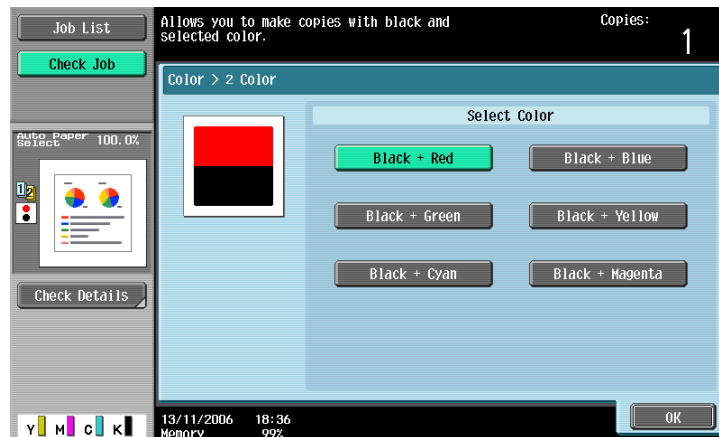 Job List
Check Job
Allows you to make copies with black and
selected color.
Copies:
1
Color > 2 Color
Auto Paper
Select
100.0%
1 2
Check Details
Select Color
Black + Red
Black + Blue
Black + Green
Black + Yellow
Black + Cyan
Black + Magenta
OK
Y M C K
13/11/2006 18:36
Memory 99%